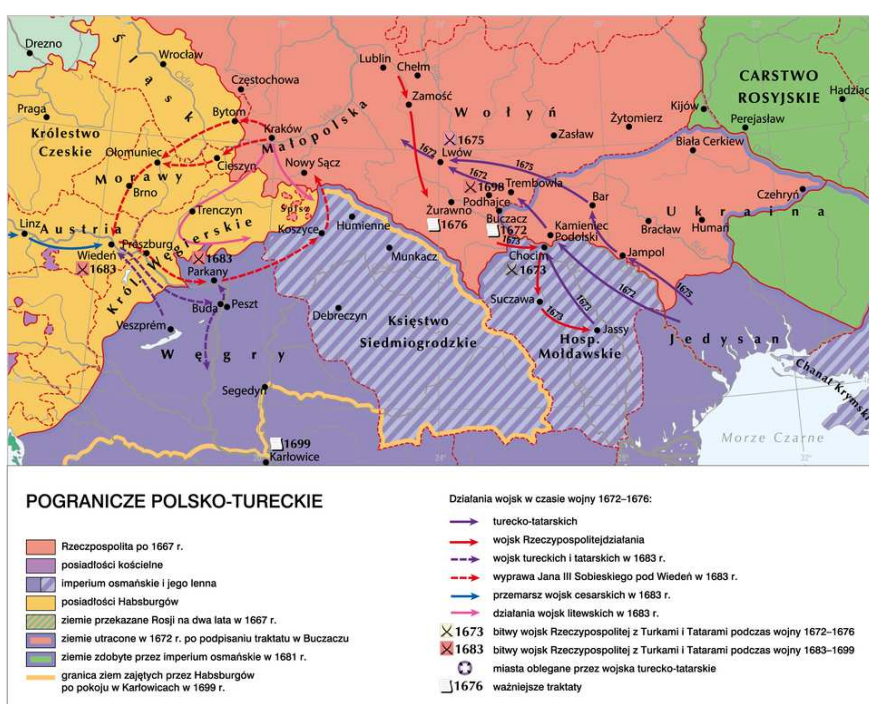 Drezno
Wrocław
Śląsk
Lublin
Chełm
Częstochowa
Zamość
Wołyń
CARSTWO
ROSYJSKIE
Hadziac
Praga
Bytom
Kraków
Małopolska
Kijów
Królestwo
Czeskie
Żytomierz
Perejasław
Ołomuniec
1675
Zasław
Cieszyn
Lwów
1672
1675
Biała Cerkiew
Morawy
Nowy Sącz
1672
1698
Trembowla
Brno
Podhajce
Bar
Czehryń
Trenczyn
Spisz
Żurawno
Buczacz
Ukraina
Linz
Austria
1676
1672
Kamieniec
Podolski
Bracław
Humań
Humienne
Koszyce
Preszburg
Król. Węgierskie
1673
Chocim
Wiedeń
1683
1683
Munkacz
1673
Jampol
Parkany
Suczawa
1673
1672
1675
Buda
Peszt
Debreczyn
Księstwo
Siedmiogrodzkie
1673
Jassy
Veszprém
Hosp.
Mołdawskie
Jedysan
Węgry
Chanat Krymski
Segedyn
1699
Karłowice
Morze Czarne
24°
32°
POGRANICZE POLSKO-TURECKIE
Rzeczpospolita po 1667 r.
posiadłości kościelne
imperium osmańskie i jego lenna
posiadłości Habsburgów
ziemie przekazane Rosji na dwa lata w 1667 r.
ziemie utracone w 1672 r. po podpisaniu traktatu w Buczaczu
ziemie zdobyte przez imperium osmańskie w 1681 r.
granica ziem zajętych przez Habsburgów
po pokoju w Karłowicach w 1699 r.
Działania wojsk w czasie wojny 1672–1676:
turecko-tatarskich
wojsk Rzeczypospolitejdziałania
wojsk tureckich i tatarskich w 1683 r.
wyprawa Jana III Sobieskiego pod Wiedeń w 1683 r.
przemarsz wojsk cesarskich w 1683 r.
działania wojsk litewskich w 1683 r.
1673 bitwy wojsk Rzeczypospolitej z Turkami i Tatarami podczas wojny 1672–1676
1683 bitwy wojsk Rzeczypospolitej z Turkami i Tatarami podczas wojny 1683–1699
miasta oblegane przez wojska turecko-tatarskie
1676 ważniejsze traktaty